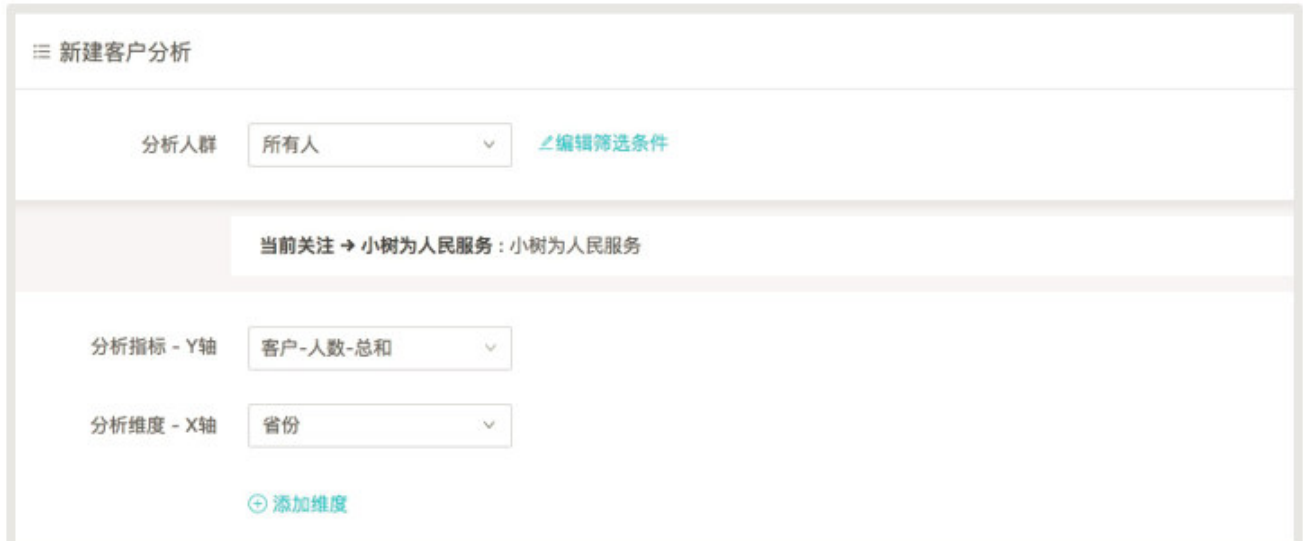 新建客户分析
分析人群 所有人 编辑筛选条件
当前关注 → 小树为人民服务 : 小树为人民服务
分析指标 - Y轴 客户-人数-总和
分析维度 - X轴 省份
添加维度